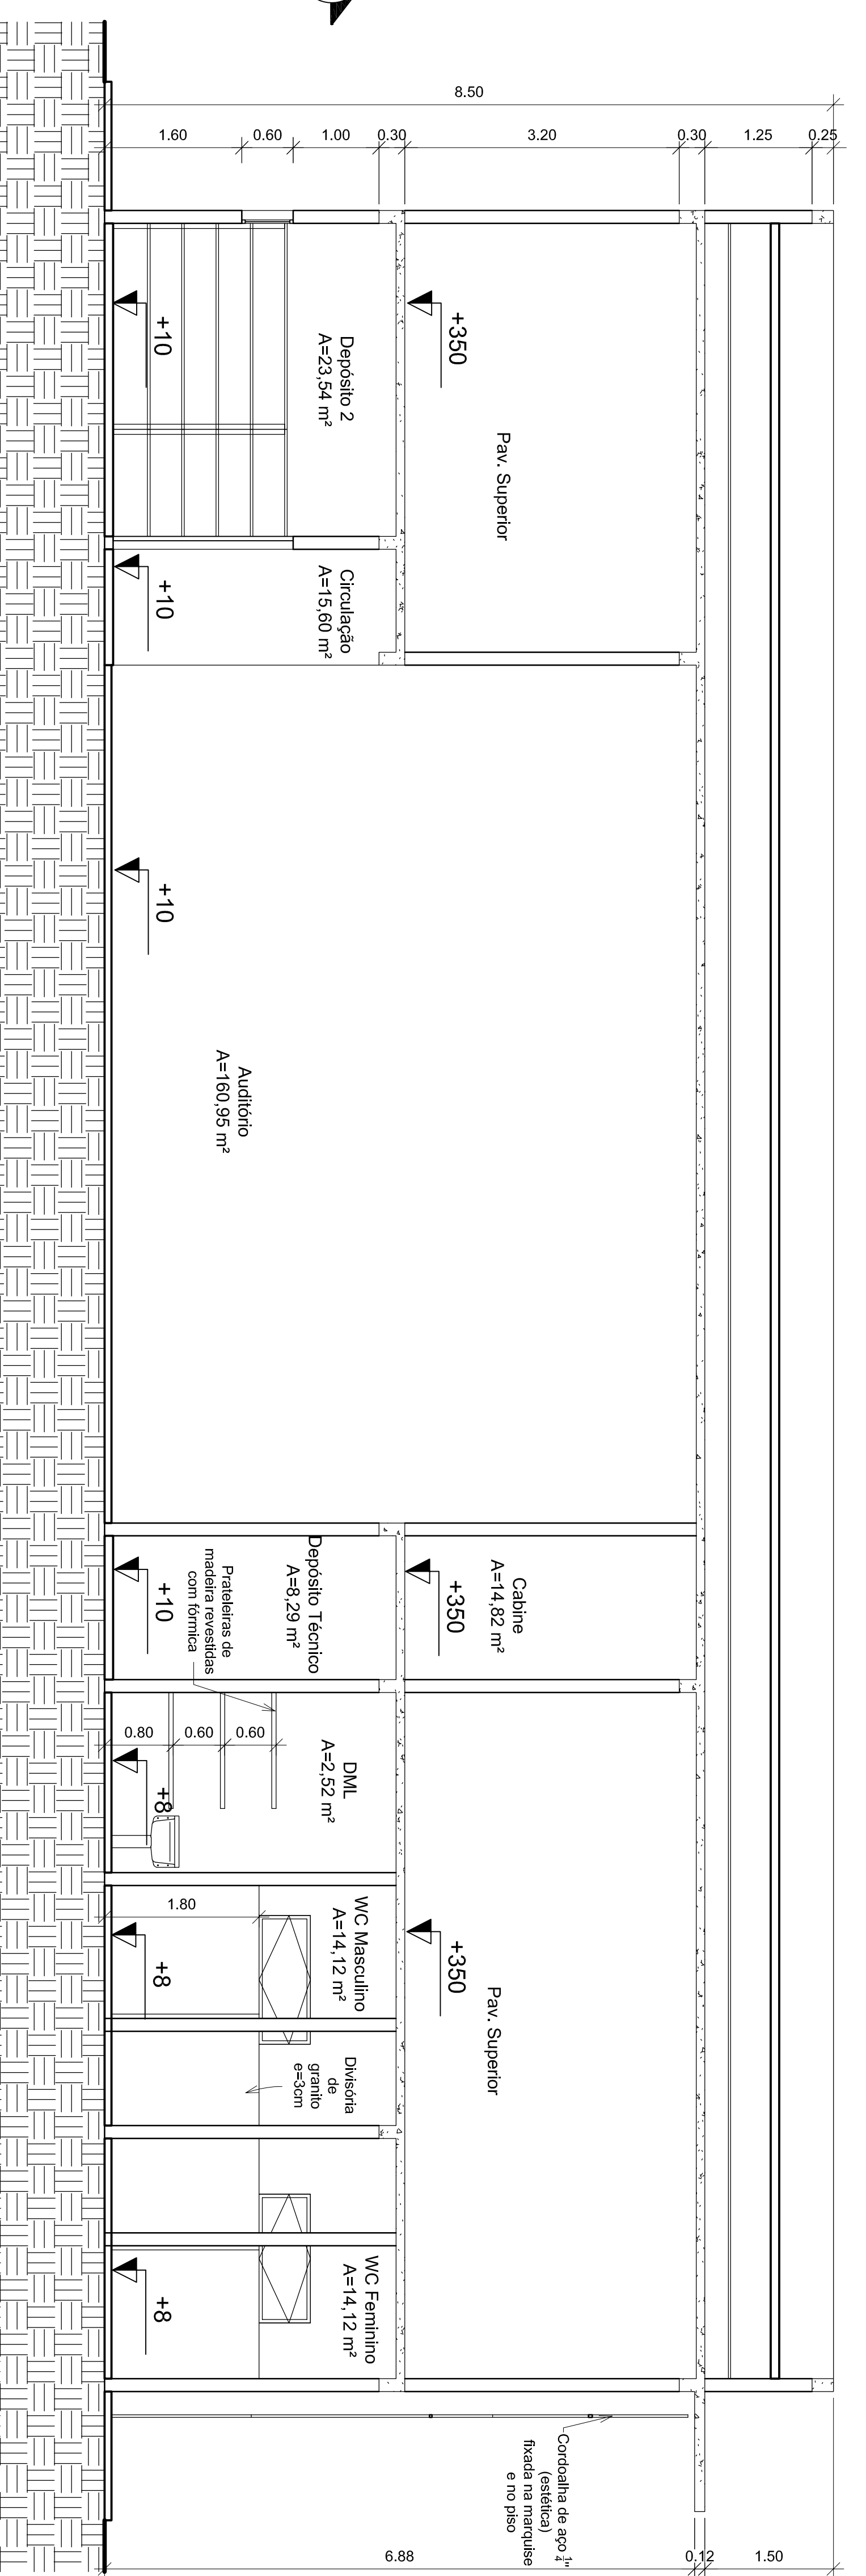 8.50
1.60
0.60
1.00
0.30
3.20
0.30
1.25
0.25
+10
Depósito 2
A=23,54 m²
+350
Pav. Superior
+10
Circulação
A=15,60 m²
+10
Auditório
A=160,95 m²
+10
Prateleiras de
madeira revestidas
com fórmica
Depósito Técnico
A=8,29 m²
+350
Cabine
A=14,82 m²
0.80
0.60
0.60
+8
DML
A=2,52 m²
1.80
+8
WC Masculino
A=14,12 m²
+350
Pav. Superior
Divisória
de
granito
e=3cm
+8
WC Feminino
A=14,12 m²
Cordoalha de aço 1/4"
(estética)
fixada na marquise
e no piso
6.88
0.12
1.50